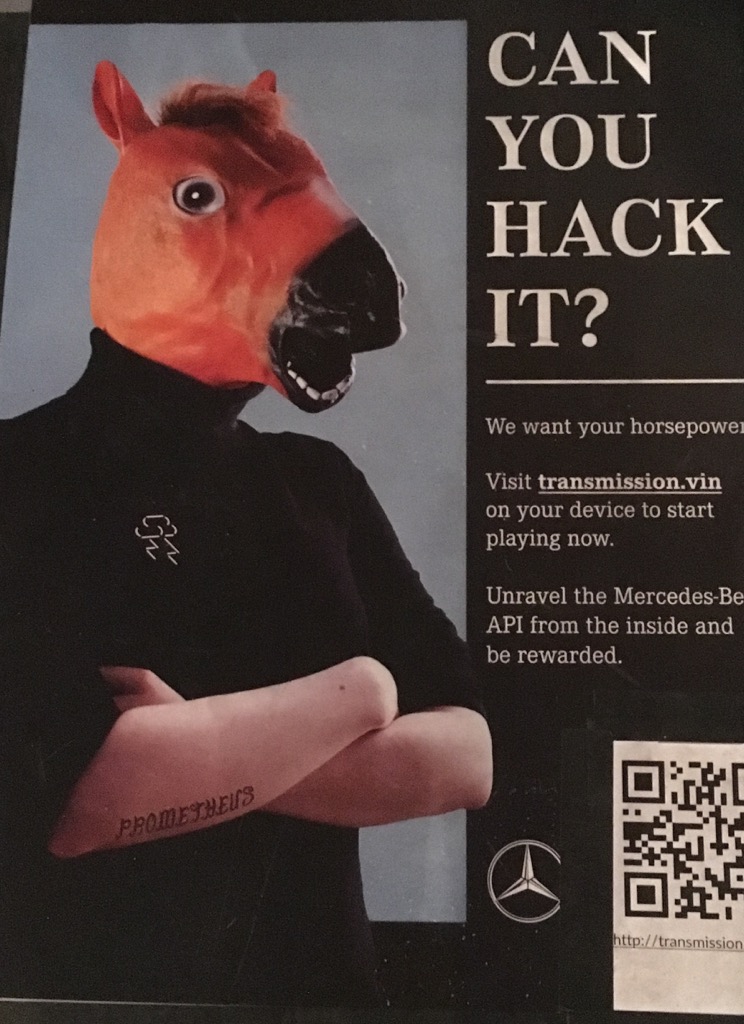 CAN
YOU
HACK
IT?
We want your horsepower
Visit transmission.vin
on your device to start
playing now.
Unravel the Mercedes-Be
API from the inside and
be rewarded.
PROMETHEUS
http://transmission